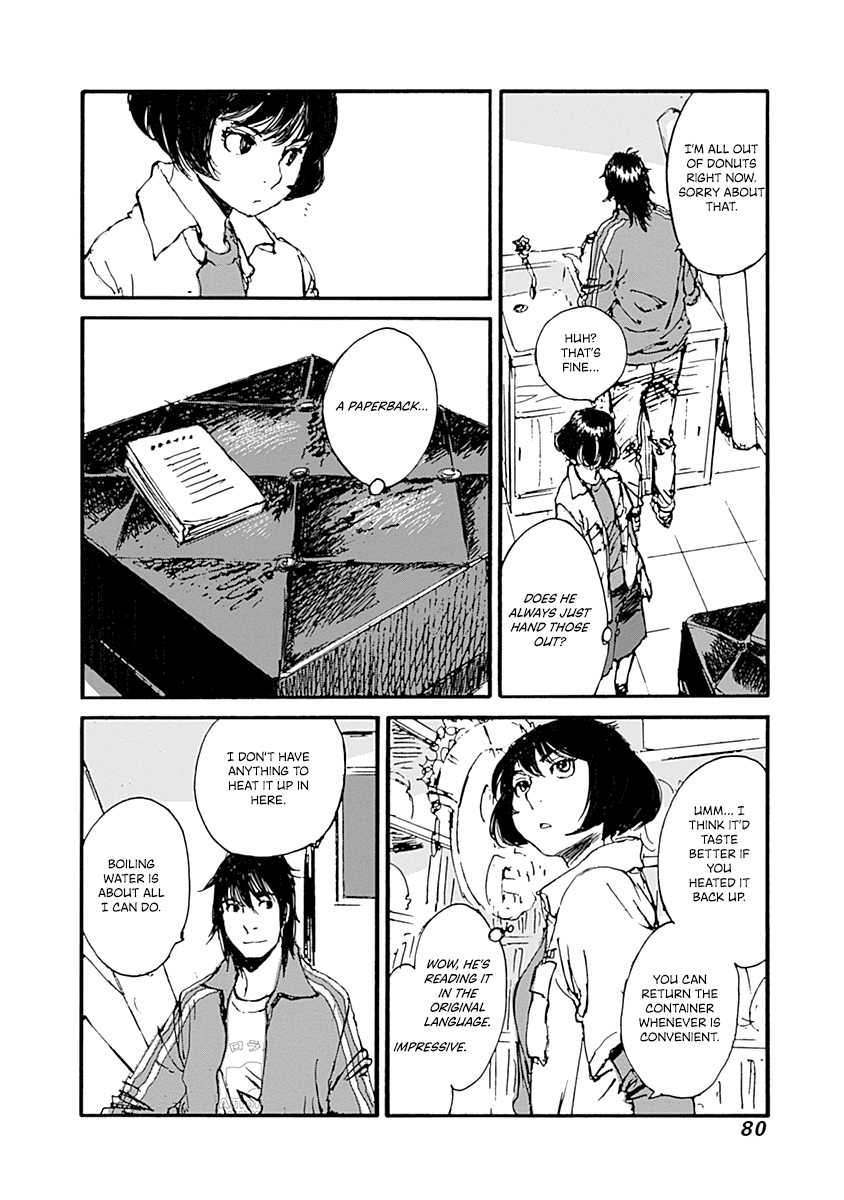 I'M ALL OUT
OF DONUTS
RIGHT NOW.
SORRY ABOUT
THAT.
HUH?
THAT'S
FINE...
DOES HE
ALWAYS JUST
HAND THOSE
OUT?
A PAPERBACK...
UMM... I
THINK IT'D
TASTE
BETTER IF
YOU
HEATED IT
BACK UP.
YOU CAN
RETURN THE
CONTAINER
WHENEVER IS
CONVENIENT.
WOW, HE'S
READING IT
IN THE
ORIGINAL
LANGUAGE.
IMPRESSIVE.
I DON'T HAVE
ANYTHING TO
HEAT IT UP IN
HERE.
BOILING
WATER IS
ABOUT ALL
I CAN DO.
80